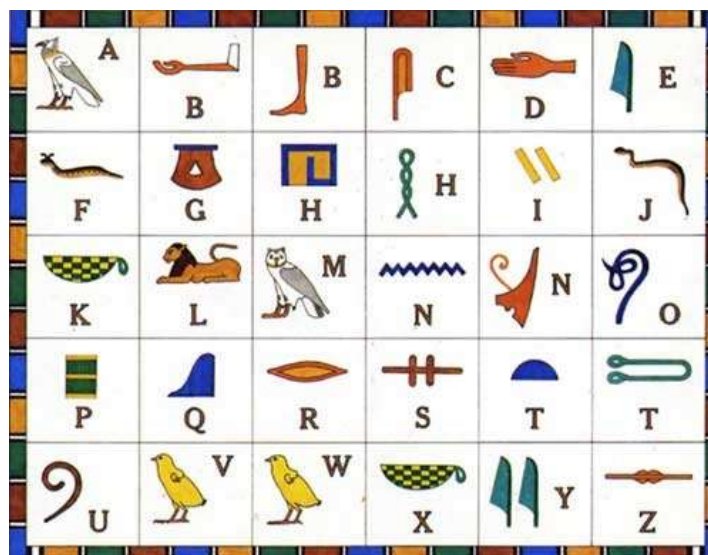 A B B C D E
F G H H I J
K L M N N O
P Q R S T T
U V W X Y Z